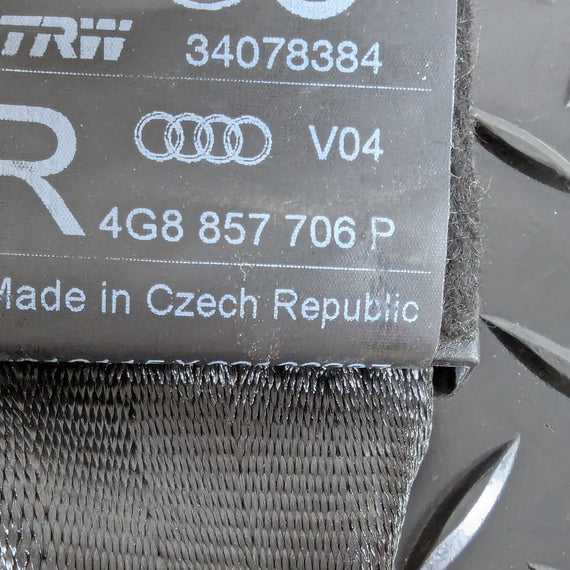 TRW 34078384
R V04
4G8 857 706 P
Made in Czech Republic